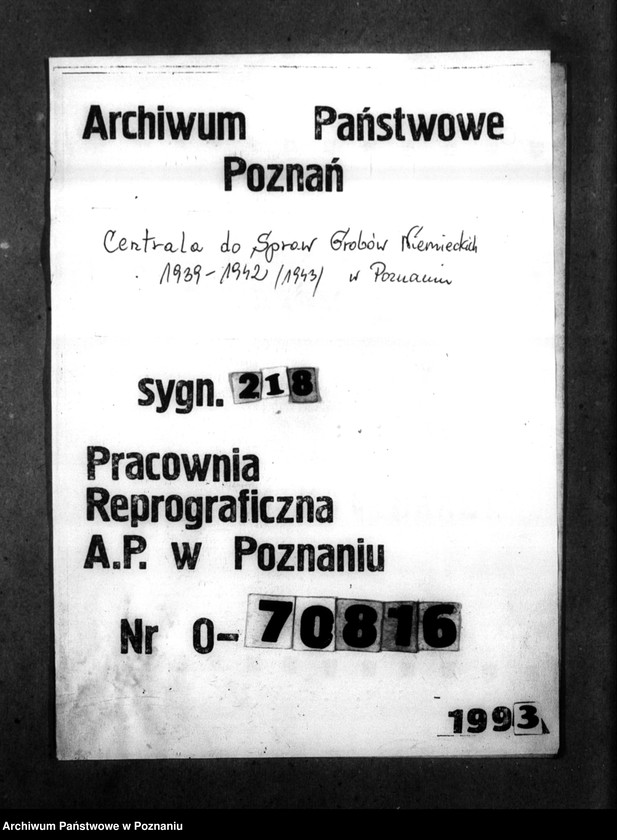 Archiwum Państwowe
Poznań
Centrala do Spraw Grobów Niemieckich
1939-1942 /1943/ w Poznaniu
sygn. 218
Pracownia
Reprograficzna
A.P. w Poznaniu
Nr O-70816
1993
Archiwum Państwowe w Poznaniu